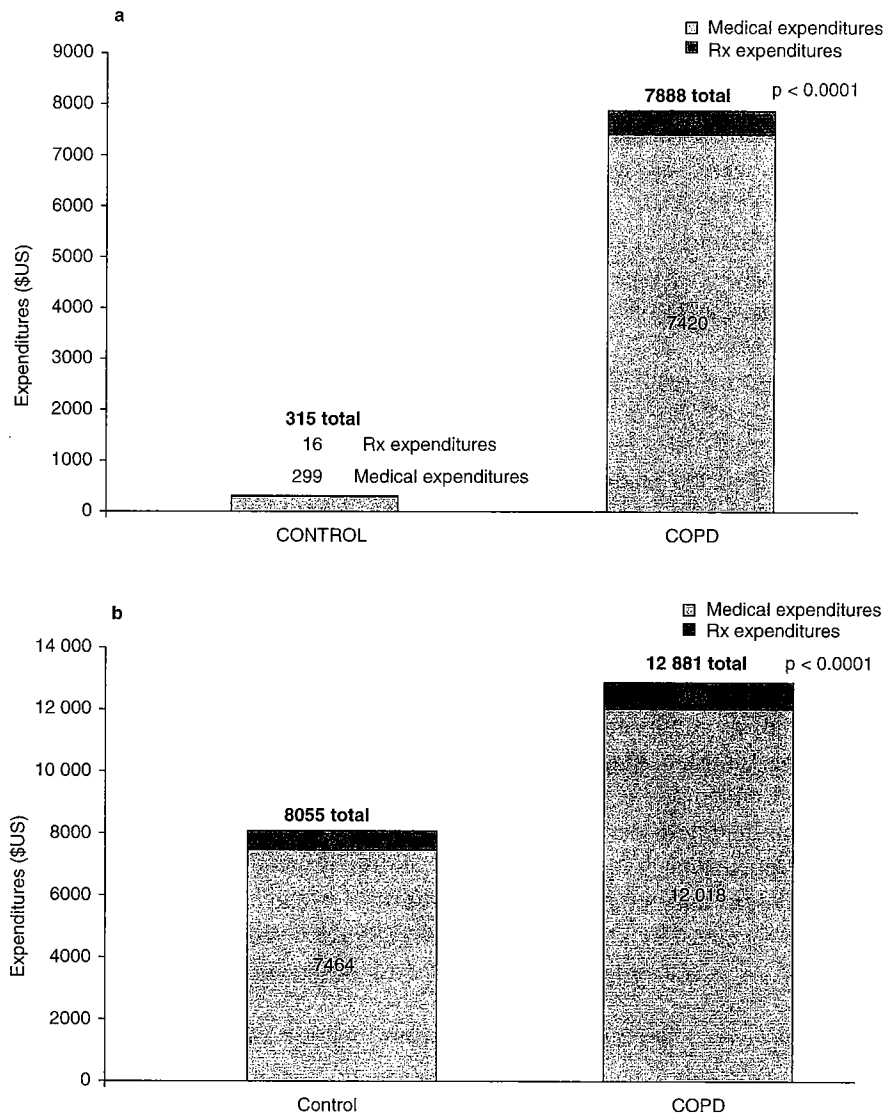 a
Medical expenditures
Rx expenditures
9000
8000
7000
6000
5000
4000
3000
2000
1000
0
Expenditures ($US)
7888 total
p < 0.0001
7420
315 total
16 Rx expenditures
299 Medical expenditures
CONTROL COPD
b
Medical expenditures
Rx expenditures
14 000
12 000
10 000
8000
6000
4000
2000
0
Expenditures ($US)
12 881 total
p < 0.0001
8055 total
12 018
7464
Control COPD